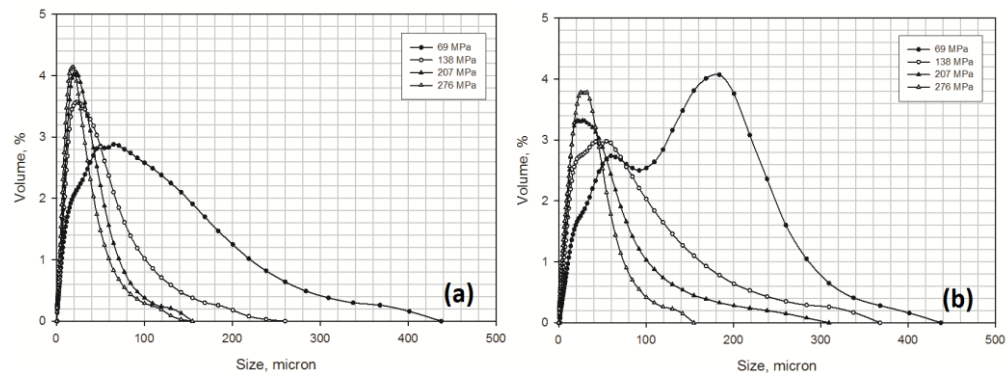 5
4
3
2
1
0
Volume, %
69 MPa
138 MPa
207 MPa
276 MPa
(a)
0 100 200 300 400 500
Size, micron
5
4
3
2
1
0
Volume, %
69 MPa
138 MPa
207 MPa
276 MPa
(b)
0 100 200 300 400 500
Size, micron